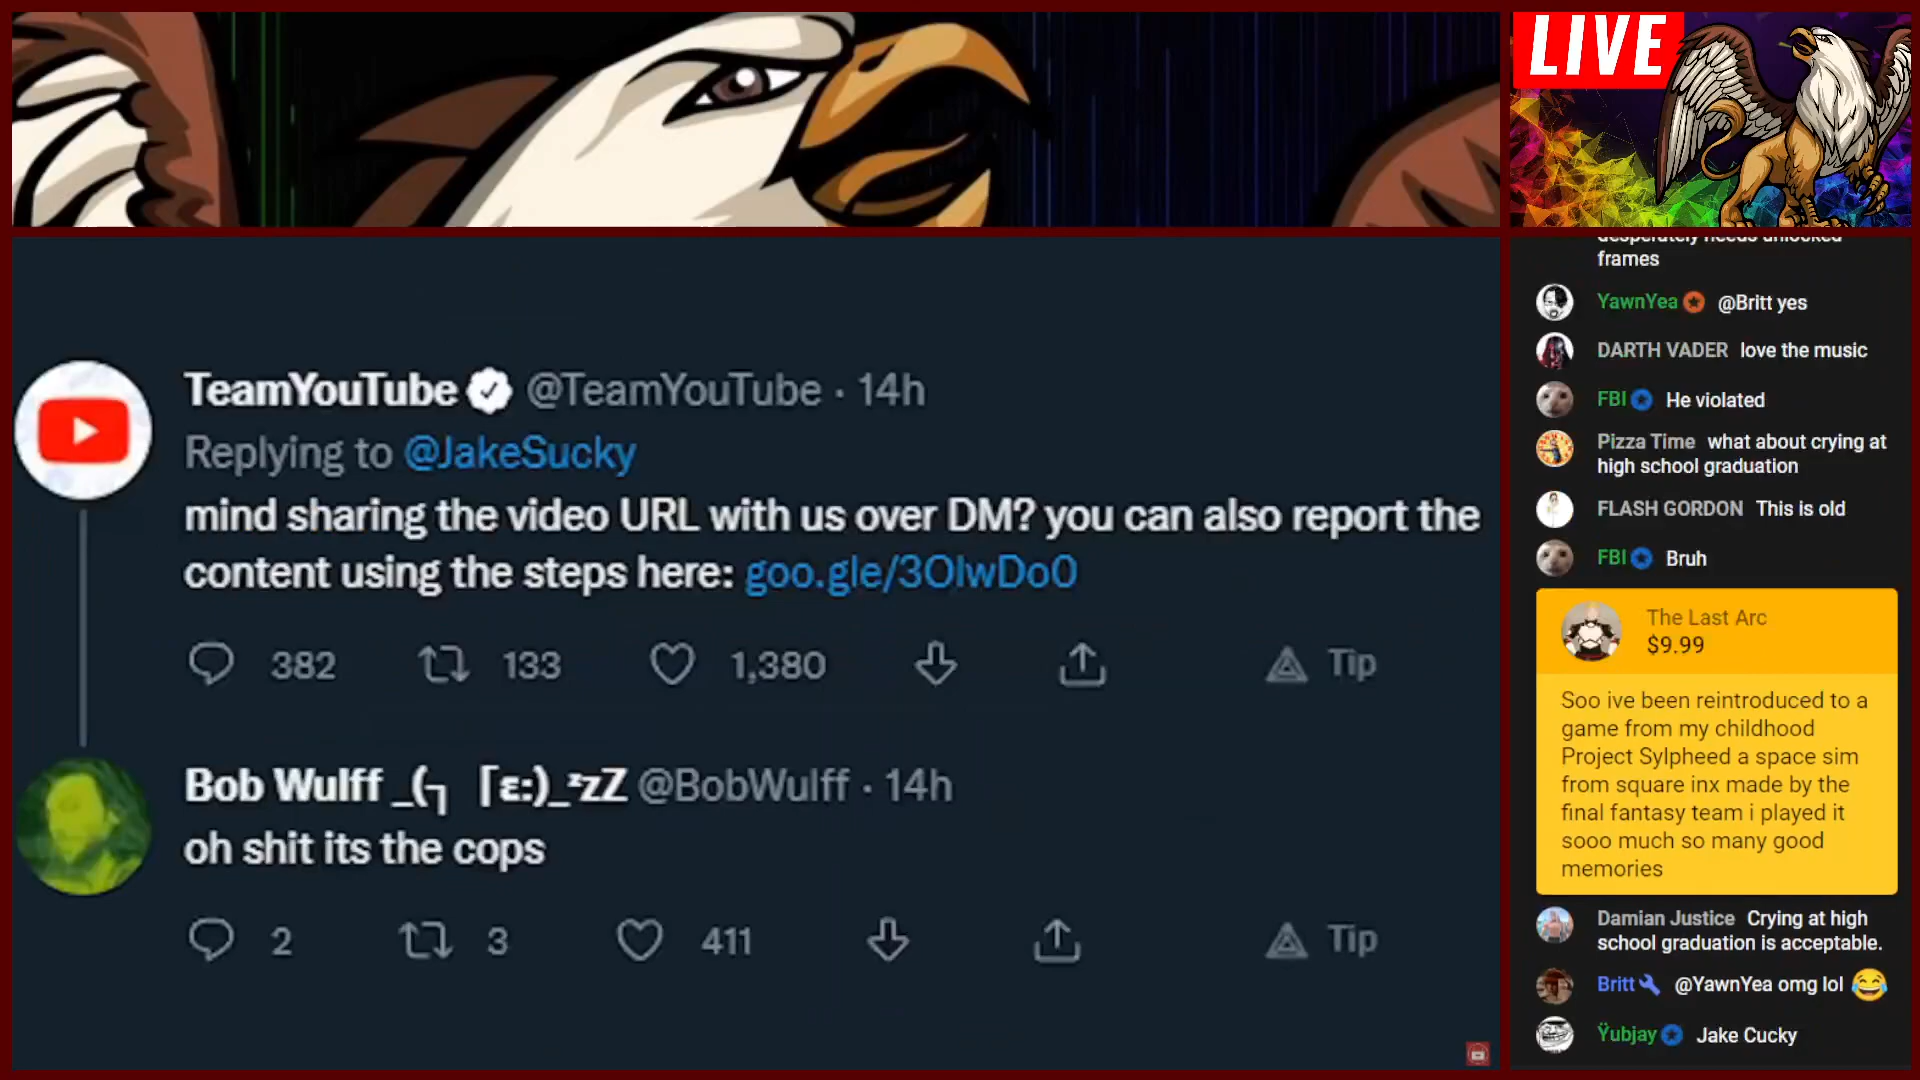 LIVE
TeamYouTube @TeamYouTube · 14h
Replying to @JakeSucky
mind sharing the video URL with us over DM? you can also report the
content using the steps here: goo.gle/3OlwDo0
382 133 1,380 Tip
Bob Wulff _(┐「ε:)_ᶻzZ @BobWulff · 14h
oh shit its the cops
2 3 411 Tip
desperately needs unlocked
frames
YawnYea @Britt yes
DARTH VADER love the music
FBI He violated
Pizza Time what about crying at
high school graduation
FLASH GORDON This is old
FBI Bruh
The Last Arc
$9.99
Soo ive been reintroduced to a
game from my childhood
Project Sylpheed a space sim
from square inx made by the
final fantasy team i played it
sooo much so many good
memories
Damian Justice Crying at high
school graduation is acceptable.
Britt @YawnYea omg lol 😂
Ÿubjay Jake Cucky